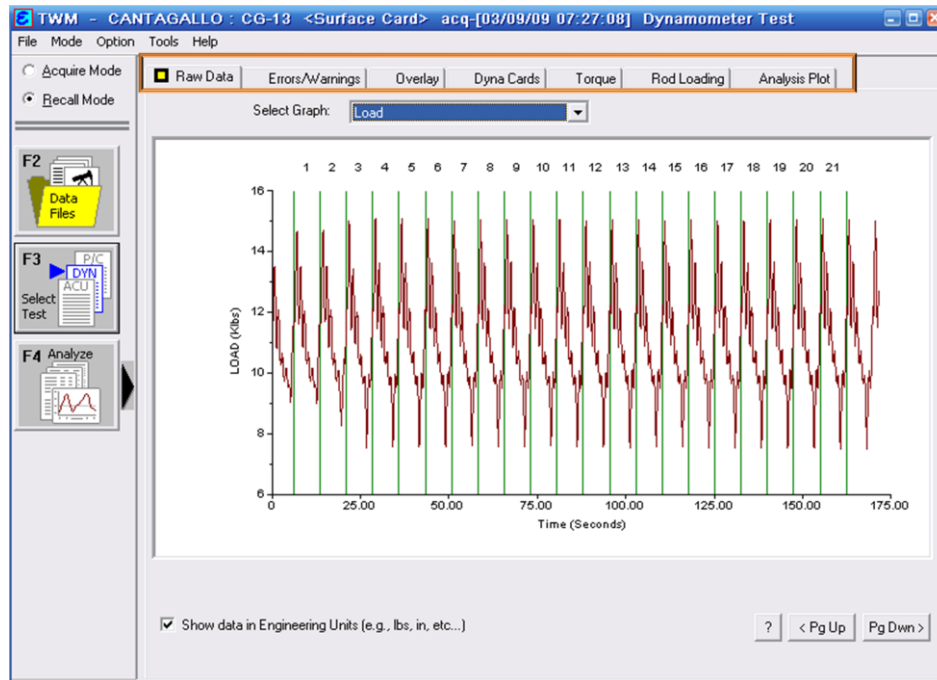 TWM - CANTAGALLO : CG-13 <Surface Card> acq-[03/09/09 07:27:08] Dynamometer Test
File Mode Option Tools Help
Acquire Mode
Recall Mode
F2
Data
Files
F3
P/C
DYN
ACU
Select
Test
F4 Analyze
Raw Data Errors/Warnings Overlay Dyna Cards Torque Rod Loading Analysis Plot
Select Graph: Load
1 2 3 4 5 6 7 8 9 10 11 12 13 14 15 16 17 18 19 20 21
16
14
12
10
8
6
LOAD (Klbs)
0 25.00 50.00 75.00 100.00 125.00 150.00 175.00
Time (Seconds)
Show data in Engineering Units (e.g., lbs, in, etc...)
? < Pg Up Pg Dwn >